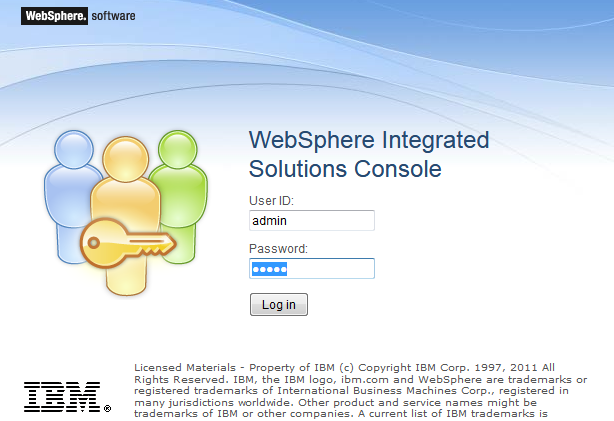 WebSphere. software
WebSphere Integrated
Solutions Console
User ID:
admin
Password:
●●●●●
Log in
Licensed Materials - Property of IBM (c) Copyright IBM Corp. 1997, 2011 All
Rights Reserved. IBM, the IBM logo, ibm.com and WebSphere are trademarks or
registered trademarks of International Business Machines Corp., registered in
many jurisdictions worldwide. Other product and service names might be
trademarks of IBM or other companies. A current list of IBM trademarks is
IBM®